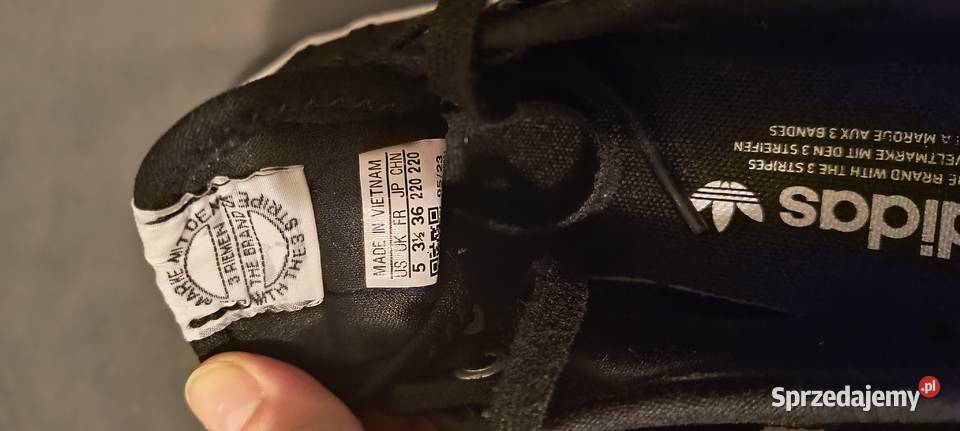 MARKE MIT DEM
3 RIEMEN
THE BRAND
WITH THE 3 STRIPE
MADE IN VIETNAM
US UK FR JP CHN
5 3½ 36 220 220
05/23
A MARQUE AUX 3 BANDES
WELTMARKE MIT DEN 3 STREIFEN
BRAND WITH THE 3 STRIPES
adidas
Sprzedajemy.pl